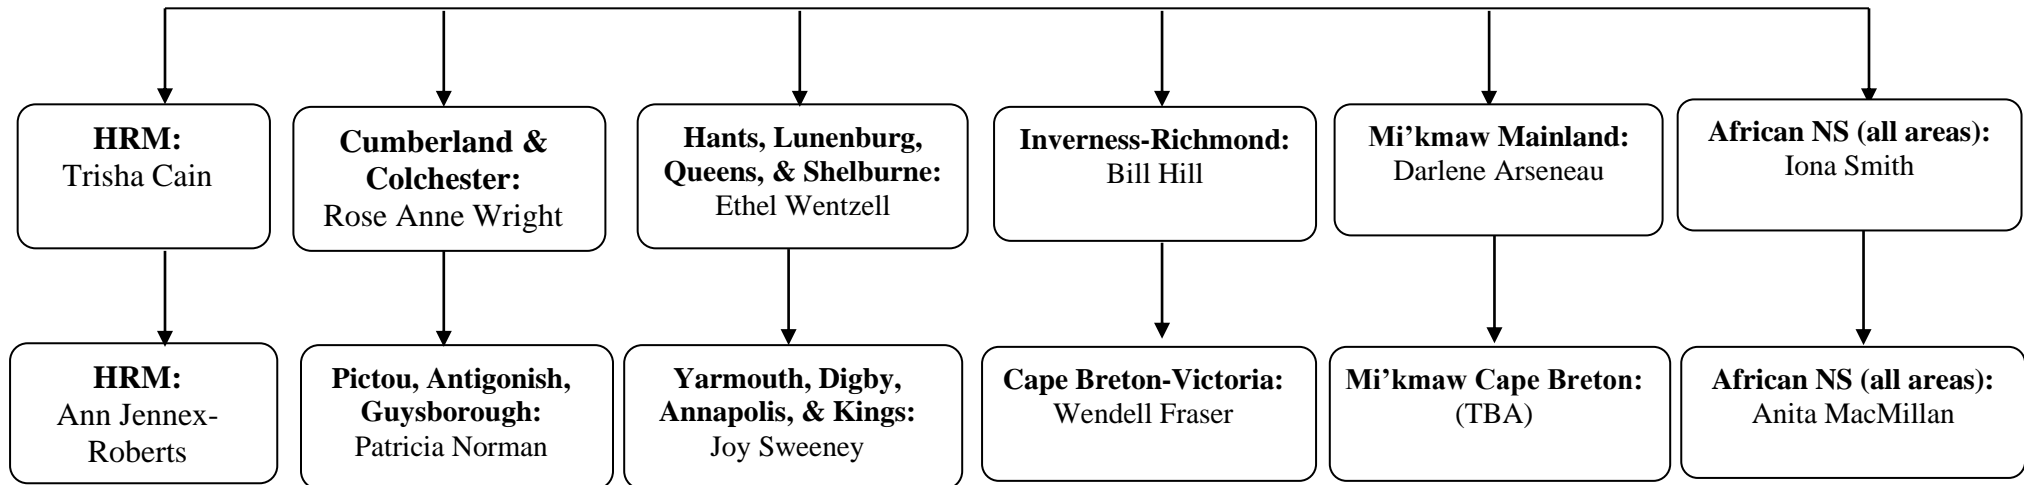 HRM:
Trisha Cain
Cumberland &
Colchester:
Rose Anne Wright
Hants, Lunenburg,
Queens, & Shelburne:
Ethel Wentzell
Inverness-Richmond:
Bill Hill
Mi’kmaw Mainland:
Darlene Arseneau
African NS (all areas):
Iona Smith
HRM:
Ann Jennex-
Roberts
Pictou, Antigonish,
Guysborough:
Patricia Norman
Yarmouth, Digby,
Annapolis, & Kings:
Joy Sweeney
Cape Breton-Victoria:
Wendell Fraser
Mi’kmaw Cape Breton:
(TBA)
African NS (all areas):
Anita MacMillan